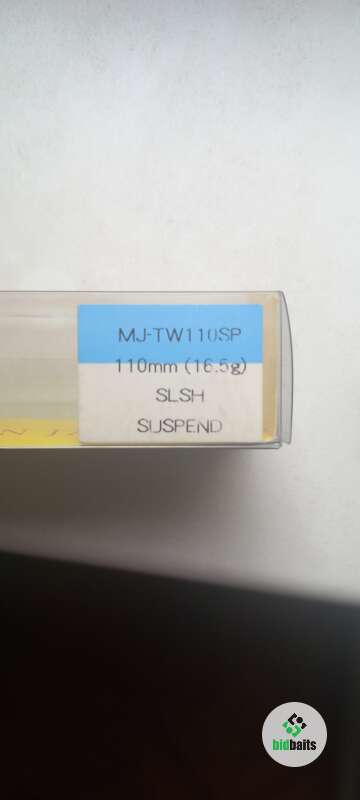 MJ-TW110SP
110mm (16.5g)
SLSH
SUSPEND
bidbaits